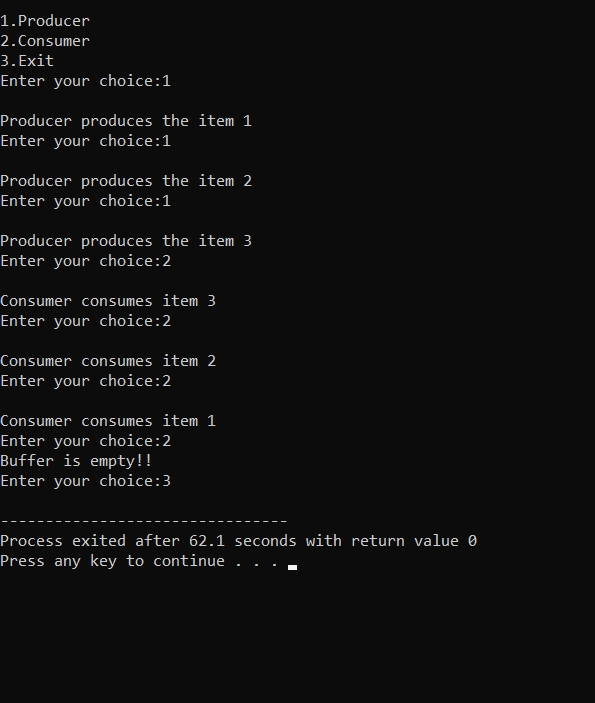 1.Producer
2.Consumer
3.Exit
Enter your choice:1
Producer produces the item 1
Enter your choice:1
Producer produces the item 2
Enter your choice:1
Producer produces the item 3
Enter your choice:2
Consumer consumes item 3
Enter your choice:2
Consumer consumes item 2
Enter your choice:2
Consumer consumes item 1
Enter your choice:2
Buffer is empty!!
Enter your choice:3
--------------------------------
Process exited after 62.1 seconds with return value 0
Press any key to continue . . .